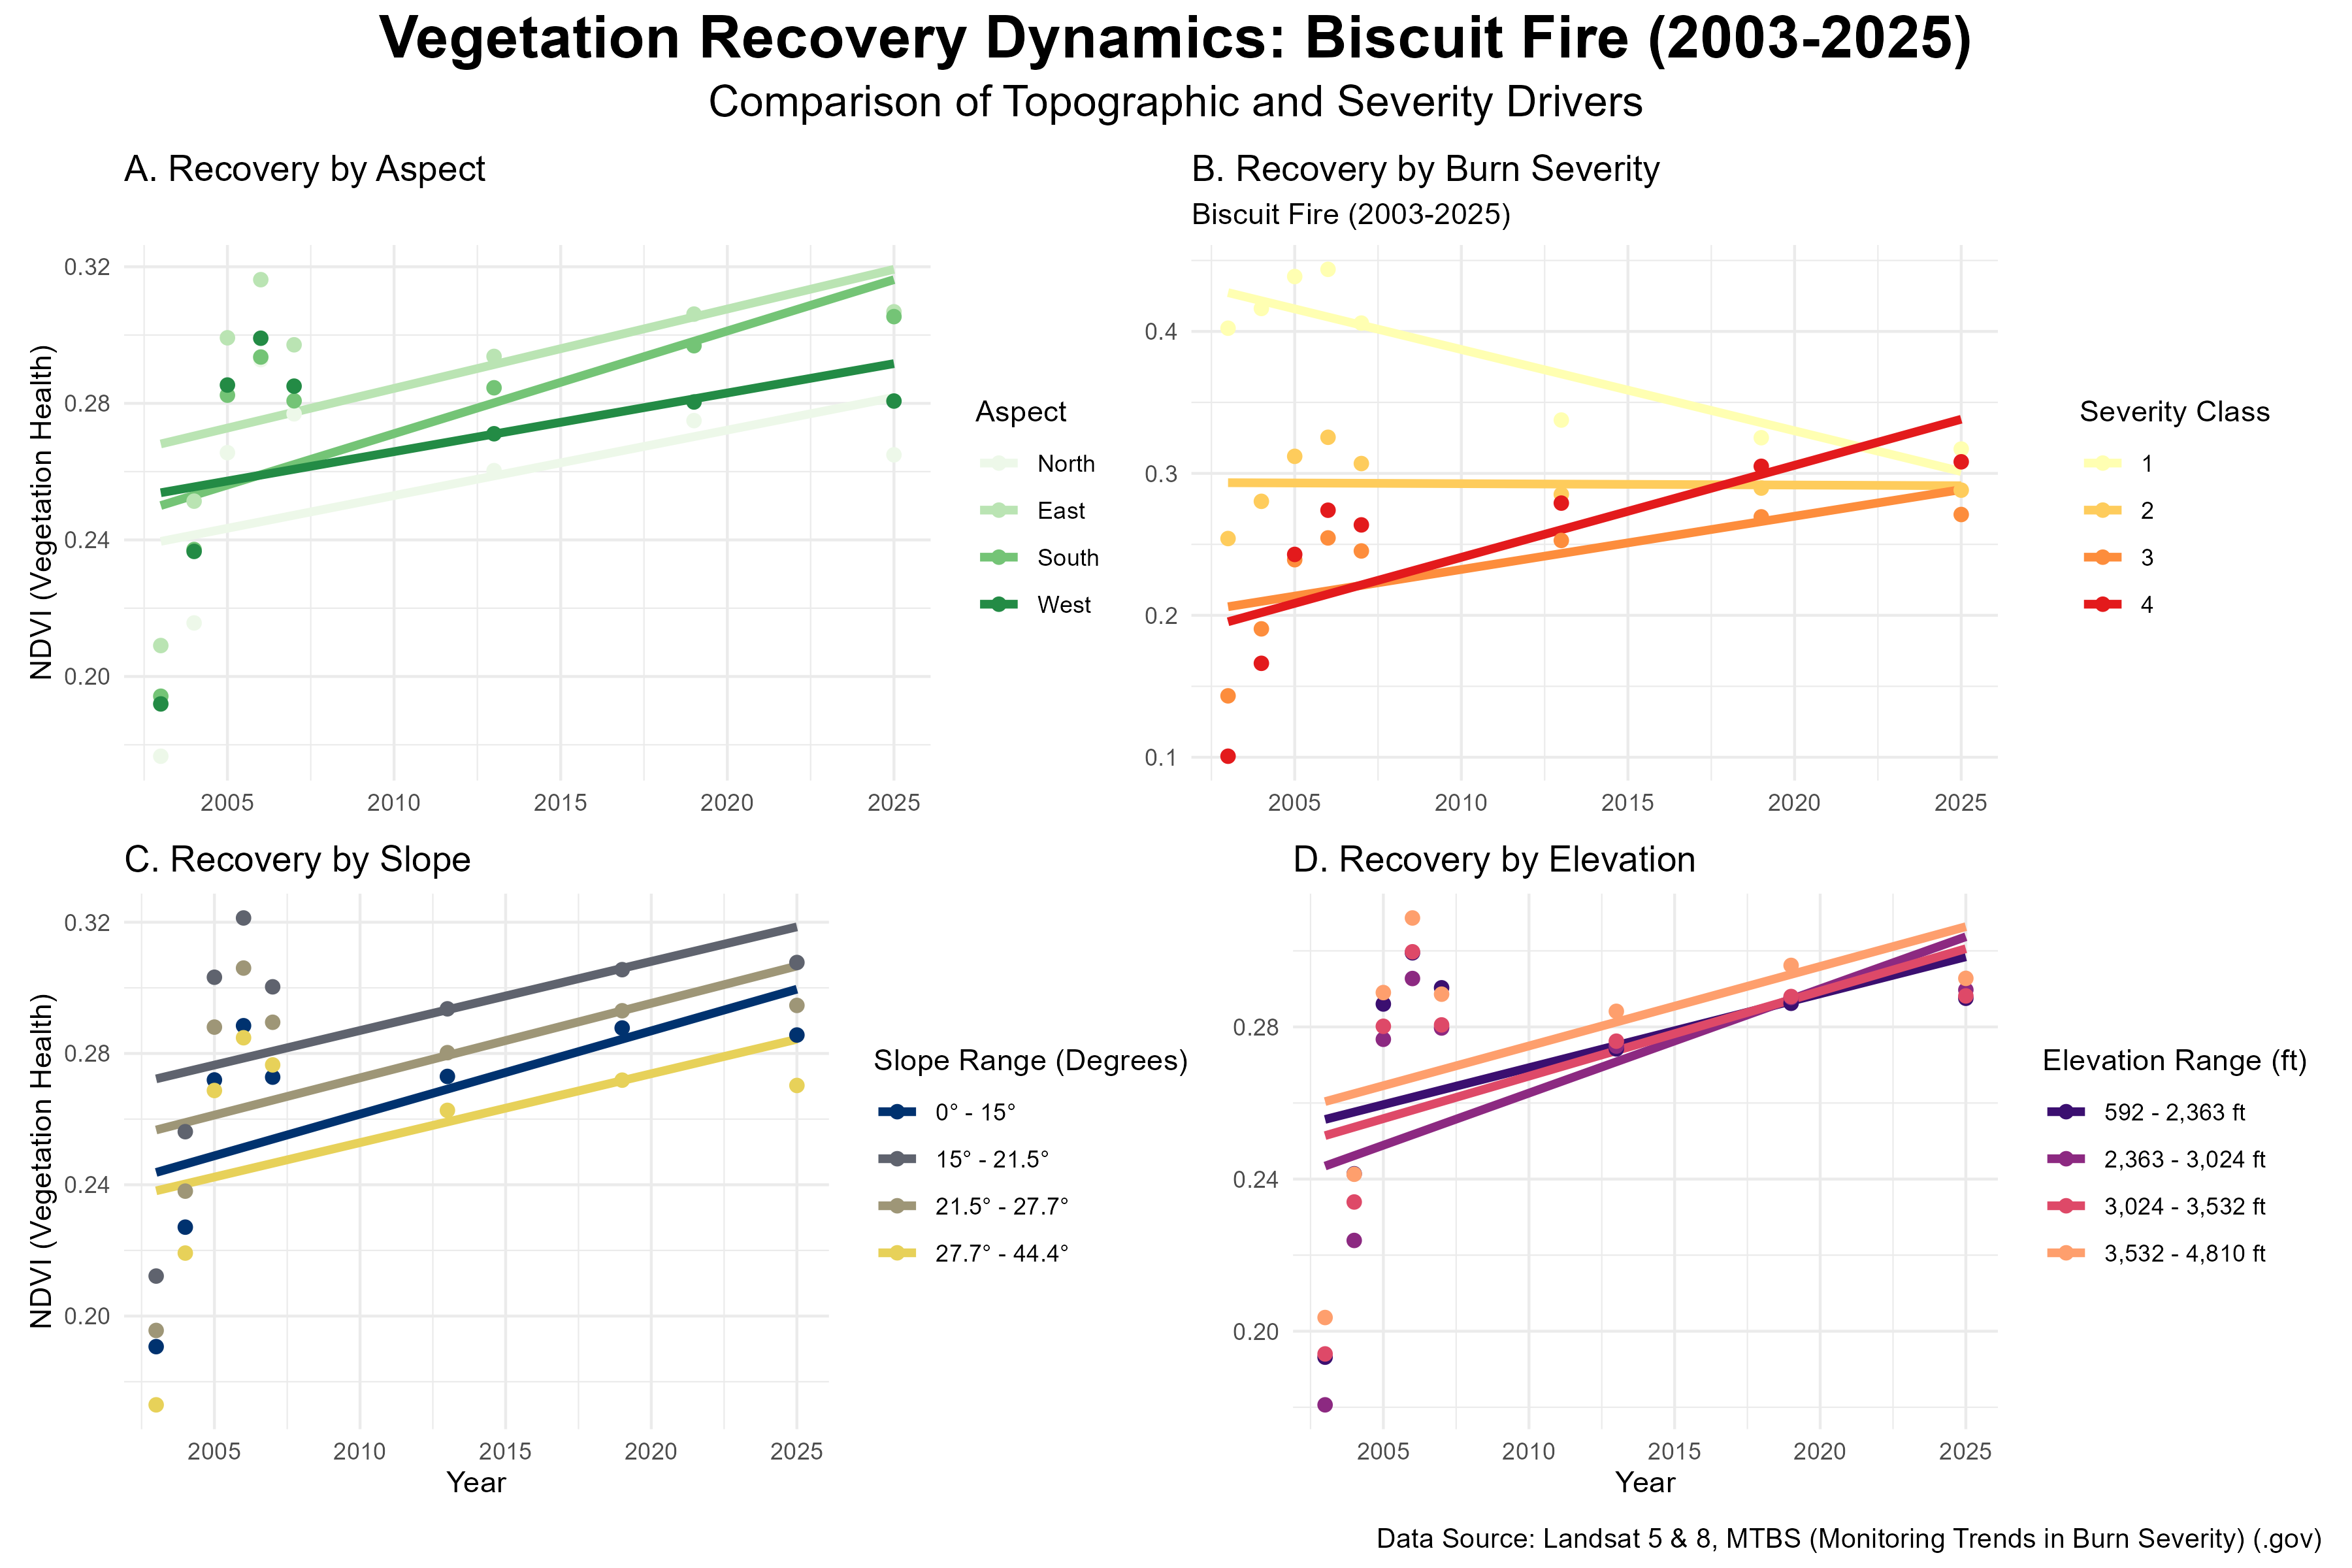 Vegetation Recovery Dynamics: Biscuit Fire (2003-2025)
Comparison of Topographic and Severity Drivers
A. Recovery by Aspect
NDVI (Vegetation Health)
0.32
0.28
0.24
0.20
2005 2010 2015 2020 2025
Aspect
North
East
South
West
B. Recovery by Burn Severity
Biscuit Fire (2003-2025)
0.4
0.3
0.2
0.1
2005 2010 2015 2020 2025
Severity Class
1
2
3
4
C. Recovery by Slope
NDVI (Vegetation Health)
0.32
0.28
0.24
0.20
2005 2010 2015 2020 2025
Year
Slope Range (Degrees)
0° - 15°
15° - 21.5°
21.5° - 27.7°
27.7° - 44.4°
D. Recovery by Elevation
0.28
0.24
0.20
2005 2010 2015 2020 2025
Year
Elevation Range (ft)
592 - 2,363 ft
2,363 - 3,024 ft
3,024 - 3,532 ft
3,532 - 4,810 ft
Data Source: Landsat 5 & 8, MTBS (Monitoring Trends in Burn Severity) (.gov)